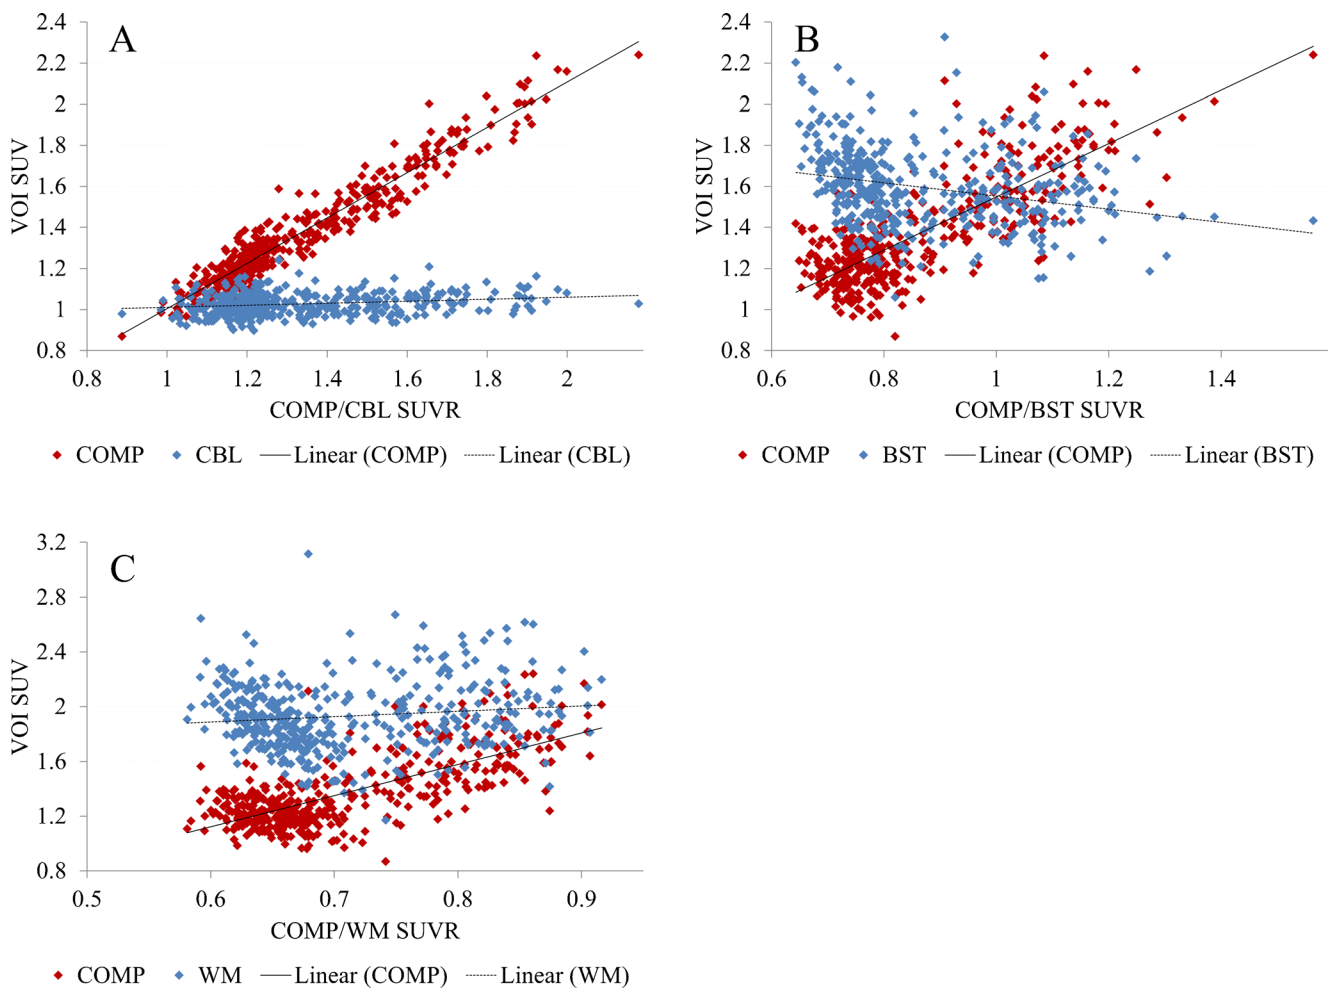 A
2.4
2.2
2
1.8
1.6
1.4
1.2
1
0.8
VOI SUV
0.8 1 1.2 1.4 1.6 1.8 2
COMP/CBL SUVR
COMP CBL Linear (COMP) Linear (CBL)
B
2.4
2.2
2
1.8
1.6
1.4
1.2
1
0.8
VOI SUV
0.6 0.8 1 1.2 1.4
COMP/BST SUVR
COMP BST Linear (COMP) Linear (BST)
C
3.2
2.8
2.4
2
1.6
1.2
0.8
VOI SUV
0.5 0.6 0.7 0.8 0.9
COMP/WM SUVR
COMP WM Linear (COMP) Linear (WM)